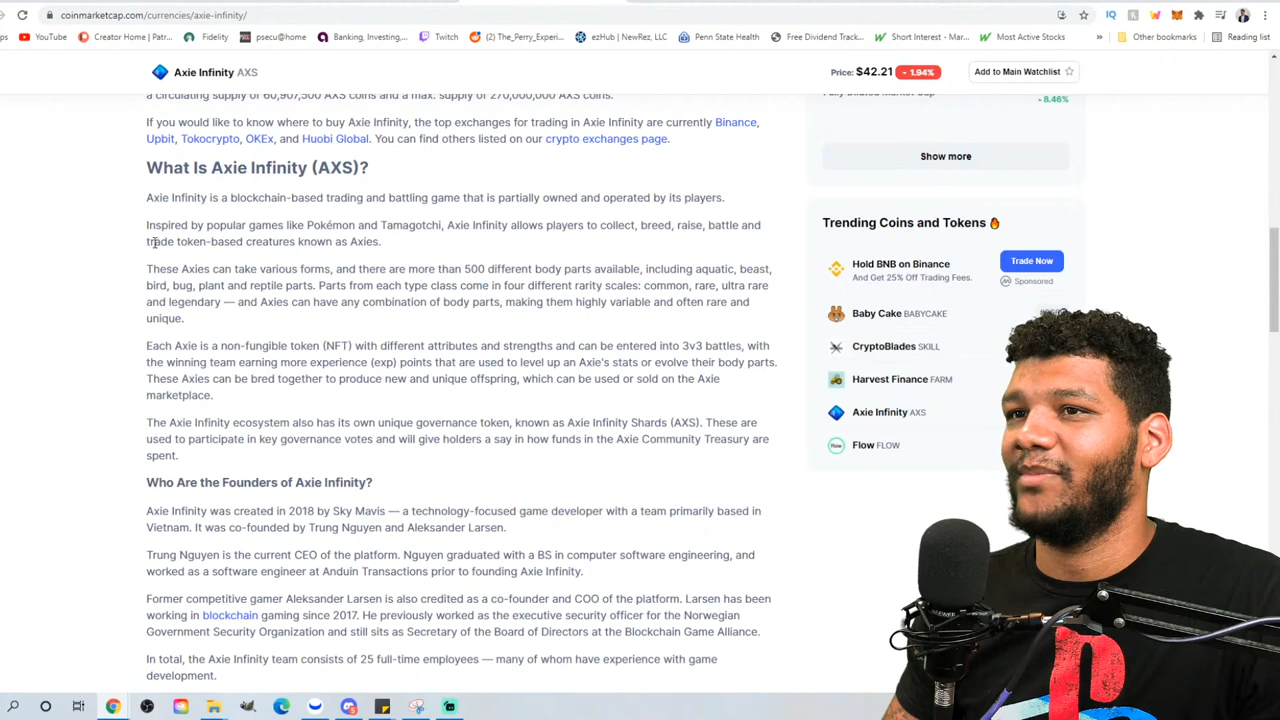 coinmarketcap.com/currencies/axie-infinity/
YouTube
Creator Home | Patr...
Fidelity
psecu@home
Banking, Investing,...
Twitch
(2) The_Perry_Experi...
ezHub | NewRez, LLC
Penn State Health
Free Dividend Track...
Short Interest - Mar...
Most Active Stocks
»
Other bookmarks
Reading list
Axie Infinity AXS
Price: $42.21
- 1.94%
Add to Main Watchlist
a circulating supply of 60,907,500 AXS coins and a max. supply of 270,000,000 AXS coins.
If you would like to know where to buy Axie Infinity, the top exchanges for trading in Axie Infinity are currently Binance,
Upbit, Tokocrypto, OKEx, and Huobi Global. You can find others listed on our crypto exchanges page.
What Is Axie Infinity (AXS)?
Axie Infinity is a blockchain-based trading and battling game that is partially owned and operated by its players.
Inspired by popular games like Pokémon and Tamagotchi, Axie Infinity allows players to collect, breed, raise, battle and
trade token-based creatures known as Axies.
These Axies can take various forms, and there are more than 500 different body parts available, including aquatic, beast,
bird, bug, plant and reptile parts. Parts from each type class come in four different rarity scales: common, rare, ultra rare
and legendary — and Axies can have any combination of body parts, making them highly variable and often rare and
unique.
Each Axie is a non-fungible token (NFT) with different attributes and strengths and can be entered into 3v3 battles, with
the winning team earning more experience (exp) points that are used to level up an Axie's stats or evolve their body parts.
These Axies can be bred together to produce new and unique offspring, which can be used or sold on the Axie
marketplace.
The Axie Infinity ecosystem also has its own unique governance token, known as Axie Infinity Shards (AXS). These are
used to participate in key governance votes and will give holders a say in how funds in the Axie Community Treasury are
spent.
Who Are the Founders of Axie Infinity?
Axie Infinity was created in 2018 by Sky Mavis — a technology-focused game developer with a team primarily based in
Vietnam. It was co-founded by Trung Nguyen and Aleksander Larsen.
Trung Nguyen is the current CEO of the platform. Nguyen graduated with a BS in computer software engineering, and
worked as a software engineer at Anduin Transactions prior to founding Axie Infinity.
Former competitive gamer Aleksander Larsen is also credited as a co-founder and COO of the platform. Larsen has been
working in blockchain gaming since 2017. He previously worked as the executive security officer for the Norwegian
Government Security Organization and still sits as Secretary of the Board of Directors at the Blockchain Game Alliance.
In total, the Axie Infinity team consists of 25 full-time employees — many of whom have experience with game
development.
Fully Diluted Market Cap
- 8.46%
Show more
Trending Coins and Tokens
Hold BNB on Binance
And Get 25% Off Trading Fees.
Trade Now
Sponsored
Baby Cake BABYCAKE
CryptoBlades SKILL
Harvest Finance FARM
Axie Infinity AXS
Flow FLOW